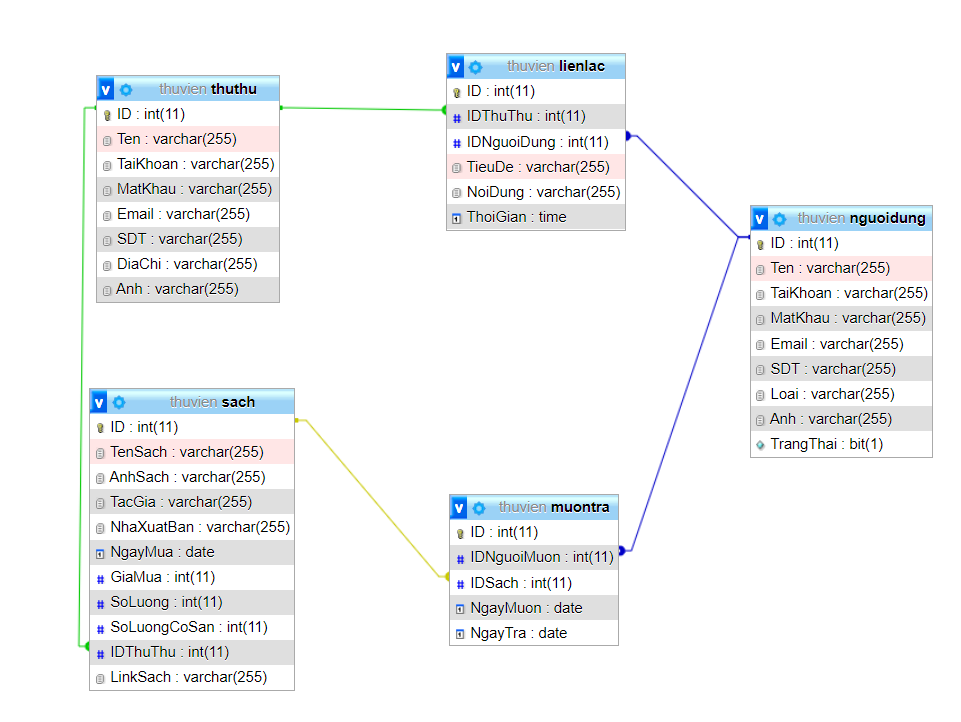 thuvien thuthu
ID : int(11)
Ten : varchar(255)
TaiKhoan : varchar(255)
MatKhau : varchar(255)
Email : varchar(255)
SDT : varchar(255)
DiaChi : varchar(255)
Anh : varchar(255)
thuvien lienlac
ID : int(11)
IDThuThu : int(11)
IDNguoiDung : int(11)
TieuDe : varchar(255)
NoiDung : varchar(255)
ThoiGian : time
thuvien nguoidung
ID : int(11)
Ten : varchar(255)
TaiKhoan : varchar(255)
MatKhau : varchar(255)
Email : varchar(255)
SDT : varchar(255)
Loai : varchar(255)
Anh : varchar(255)
TrangThai : bit(1)
thuvien sach
ID : int(11)
TenSach : varchar(255)
AnhSach : varchar(255)
TacGia : varchar(255)
NhaXuatBan : varchar(255)
NgayMua : date
GiaMua : int(11)
SoLuong : int(11)
SoLuongCoSan : int(11)
IDThuThu : int(11)
LinkSach : varchar(255)
thuvien muontra
ID : int(11)
IDNguoiMuon : int(11)
IDSach : int(11)
NgayMuon : date
NgayTra : date